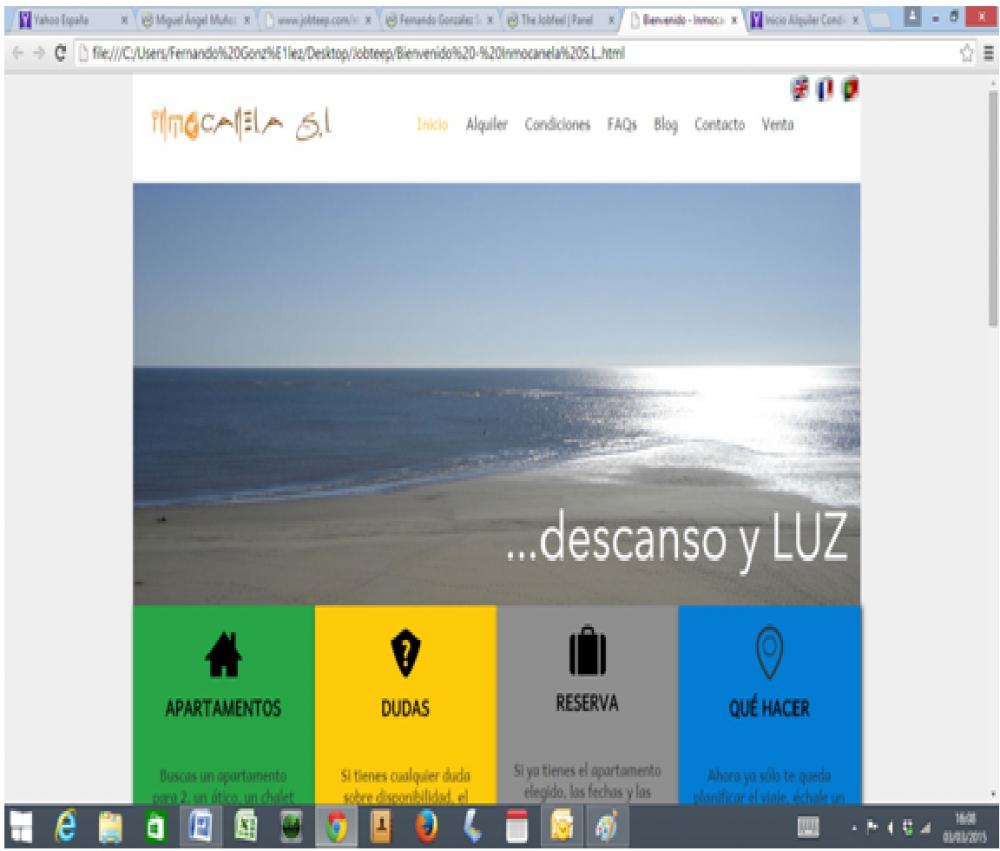 Yahoo España
Miguel Ángel Muño
www.jobteep.com/
Fernando González S
The Jobfeel | Panel
Bienvenido - Inmoca
Inicio Alquiler Condi
file:///C:/Users/Fernando%20Gonz%E1lez/Desktop/Jobteep/Bienvenido%20-%20Inmocanela%20S.L..html
inmocanela S.l
Inicio Alquiler Condiciones FAQs Blog Contacto Venta
...descanso y LUZ
APARTAMENTOS
Buscas un apartamento
para 2, un ático, un chalet
DUDAS
Si tienes cualquier duda
sobre disponibilidad, el
RESERVA
Si ya tienes el apartamento
elegido, las fechas y las
QUÉ HACER
Ahora ya sólo te queda
planificar el viaje, échale un
16:08
03/03/2015